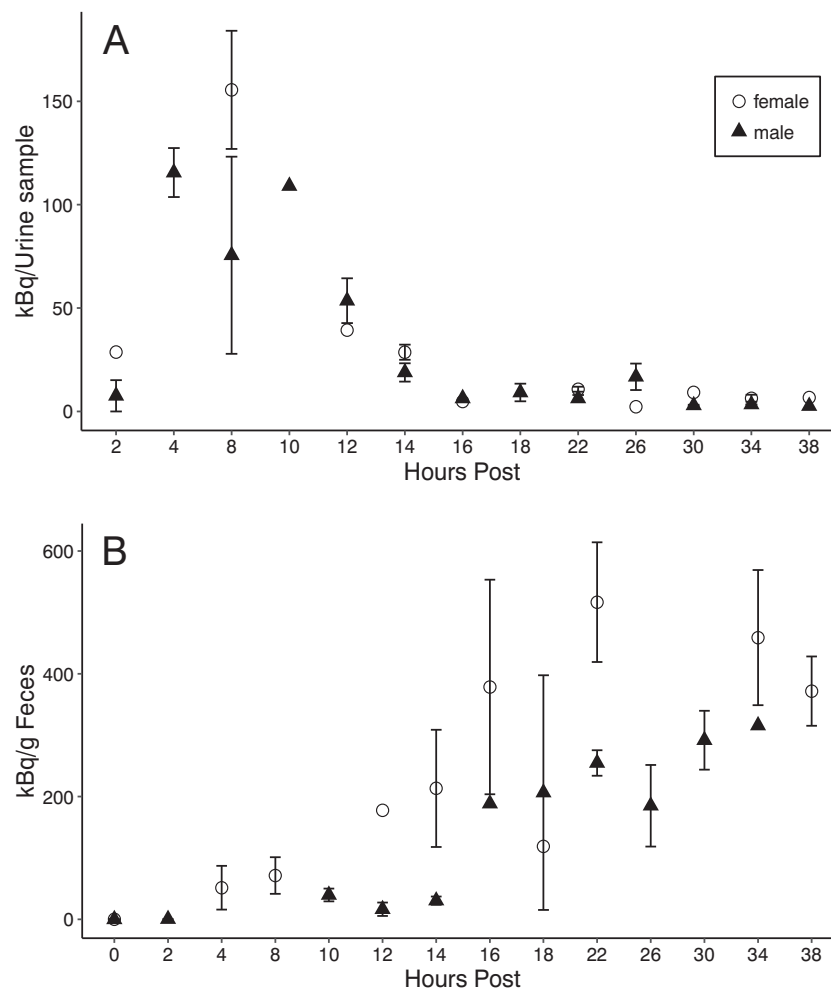 A
150
100
50
0
kBq/Urine sample
female
male
2 4 8 10 12 14 16 18 22 26 30 34 38
Hours Post
B
600
400
200
0
kBq/g Feces
0 2 4 8 10 12 14 16 18 22 26 30 34 38
Hours Post